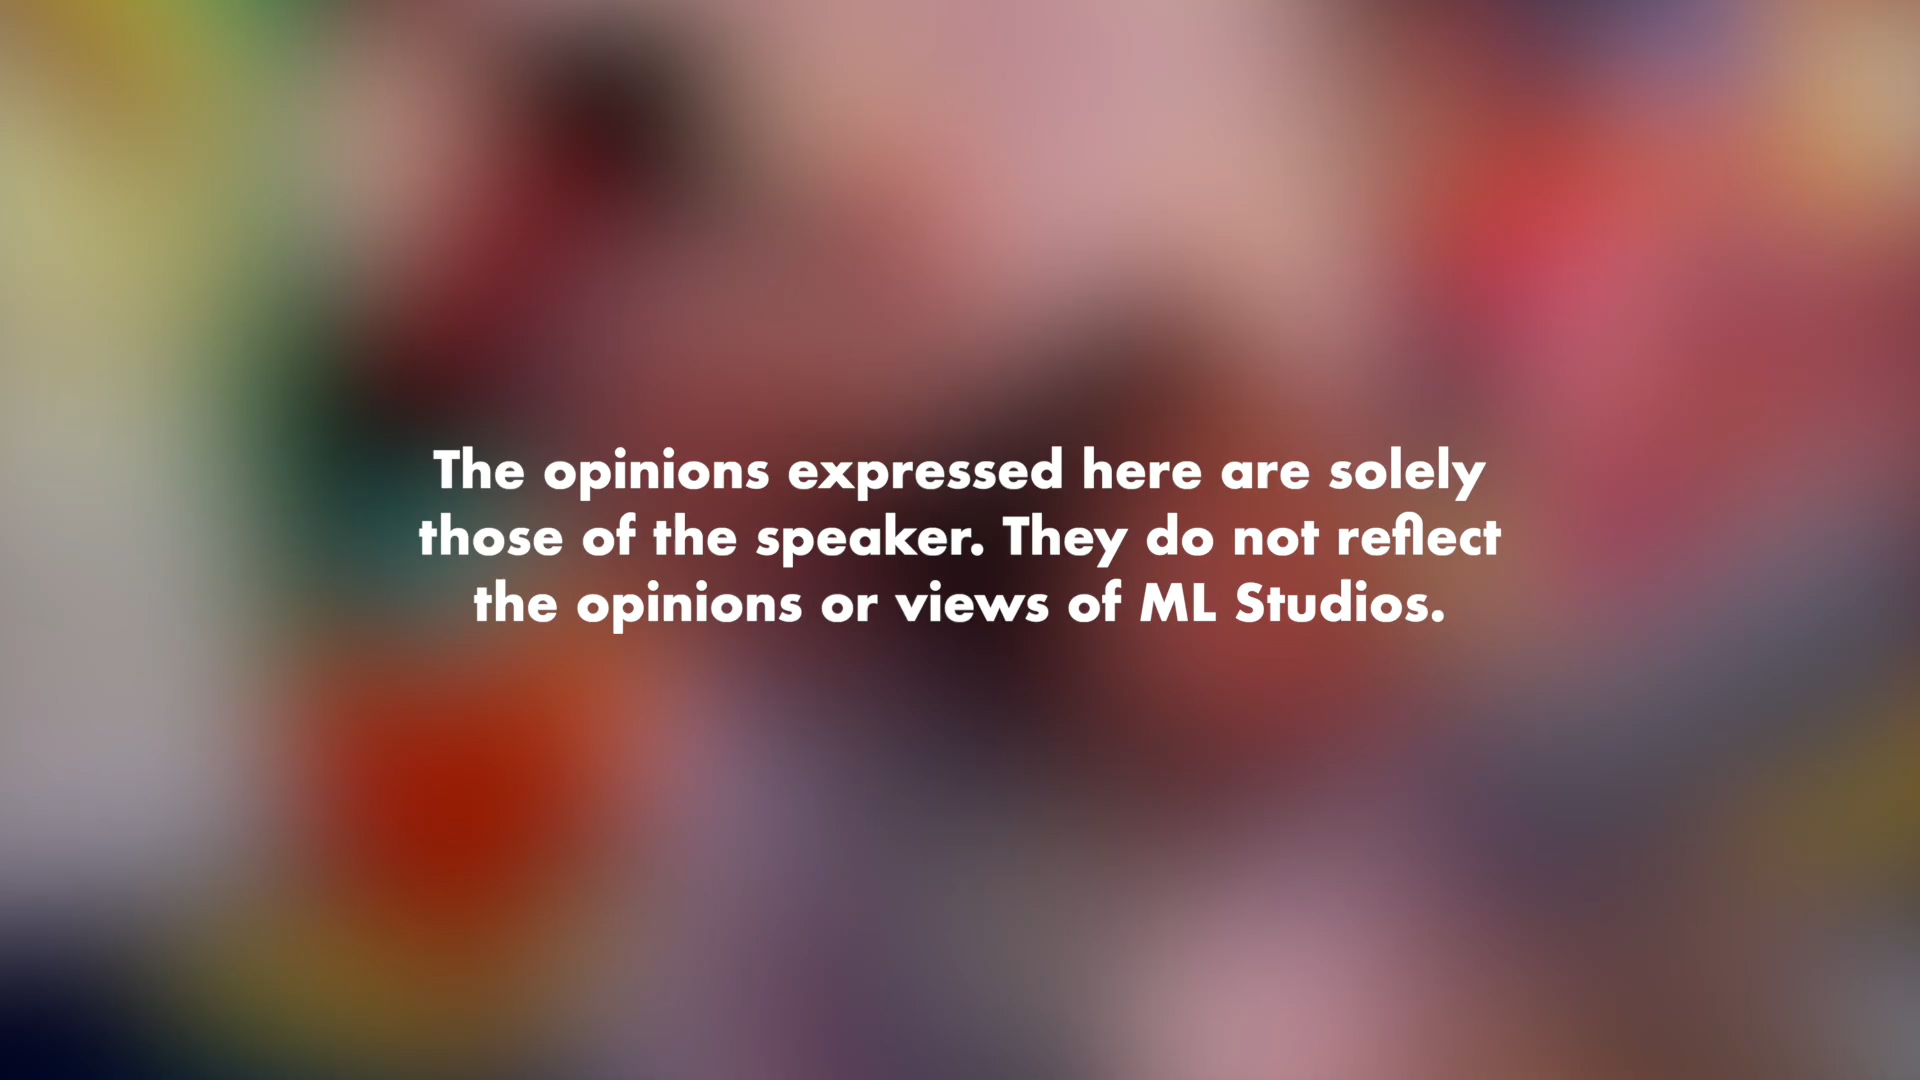 The opinions expressed here are solely
those of the speaker. They do not reflect
the opinions or views of ML Studios.